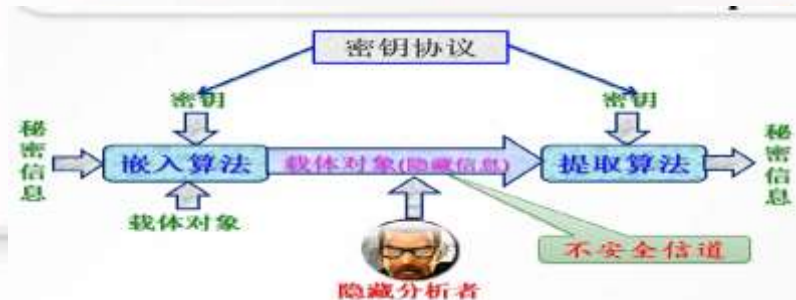 密钥协议
密钥
密钥
秘密信息
嵌入算法
载体对象(隐藏信息)
提取算法
秘密信息
载体对象
不安全信道
隐藏分析者